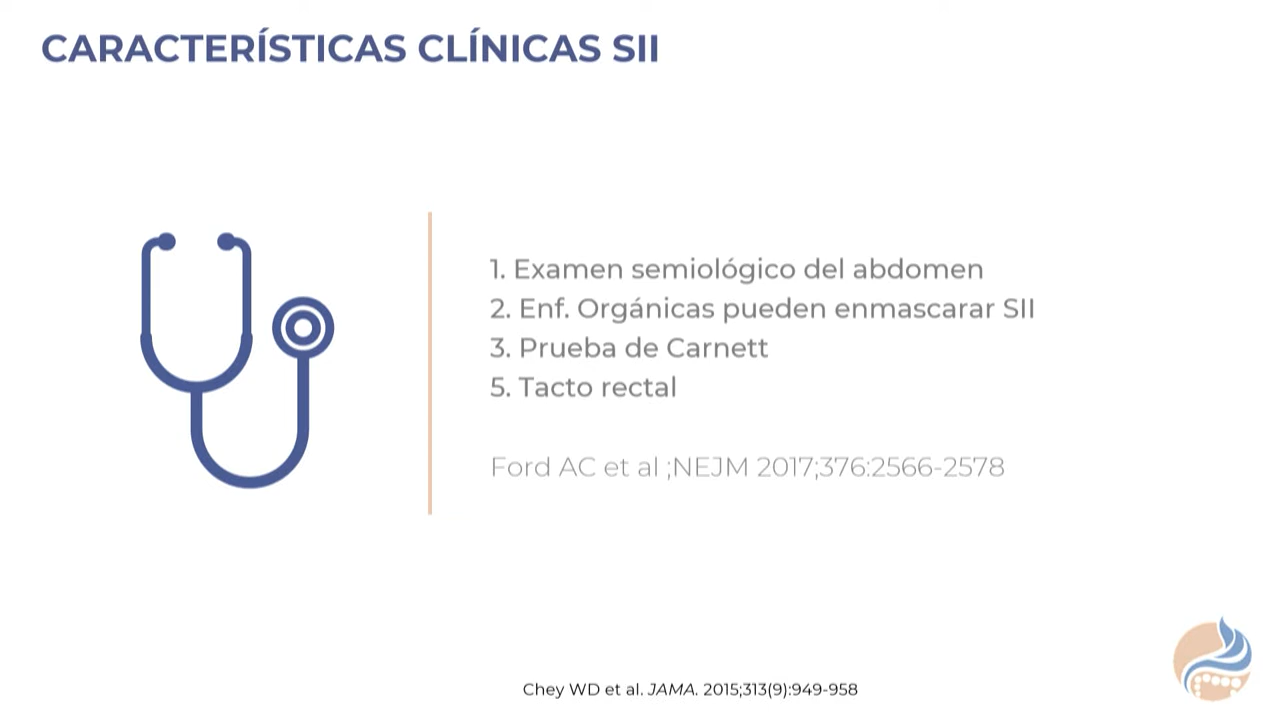 CARACTERÍSTICAS CLÍNICAS SII
1. Examen semiológico del abdomen
2. Enf. Orgánicas pueden enmascarar SII
3. Prueba de Carnett
5. Tacto rectal
Ford AC et al ;NEJM 2017;376:2566-2578
Chey WD et al. JAMA. 2015;313(9):949-958